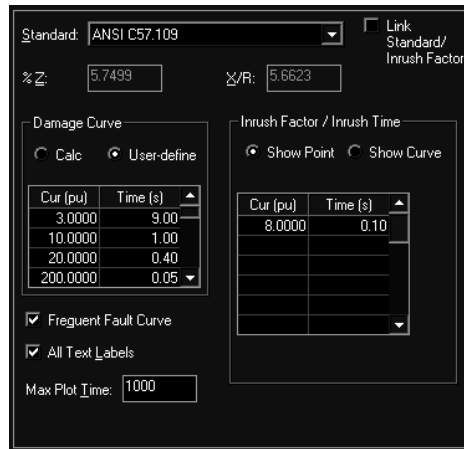 Standard: ANSI C57.109
Link
Standard/
Inrush Factor
%Z: 5.7499 X/R: 5.6623
Damage Curve
Calc User-define
Cur (pu) Time (s)
3.0000 9.00
10.0000 1.00
20.0000 0.40
200.0000 0.05
Inrush Factor / Inrush Time
Show Point Show Curve
Cur (pu) Time (s)
8.0000 0.10
Freguent Fault Curve
All Text Labels
Max Plot Time: 1000